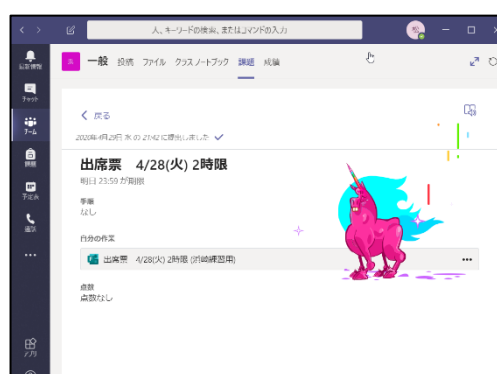 人、キーワードの検索、またはコマンドの入力
最新情報
一般 投稿 ファイル クラス ノートブック 課題 成績
チャット
チーム
戻る
2020年4月29日 水 の 21:42 に提出しました
出席票 4/28(火) 2時限
明日 23:59 が期限
課題
手順
なし
予定表
自分の作業
通話
出席票 4/28(火) 2時限 (浜崎練習用)
点数
点数なし
アプリ